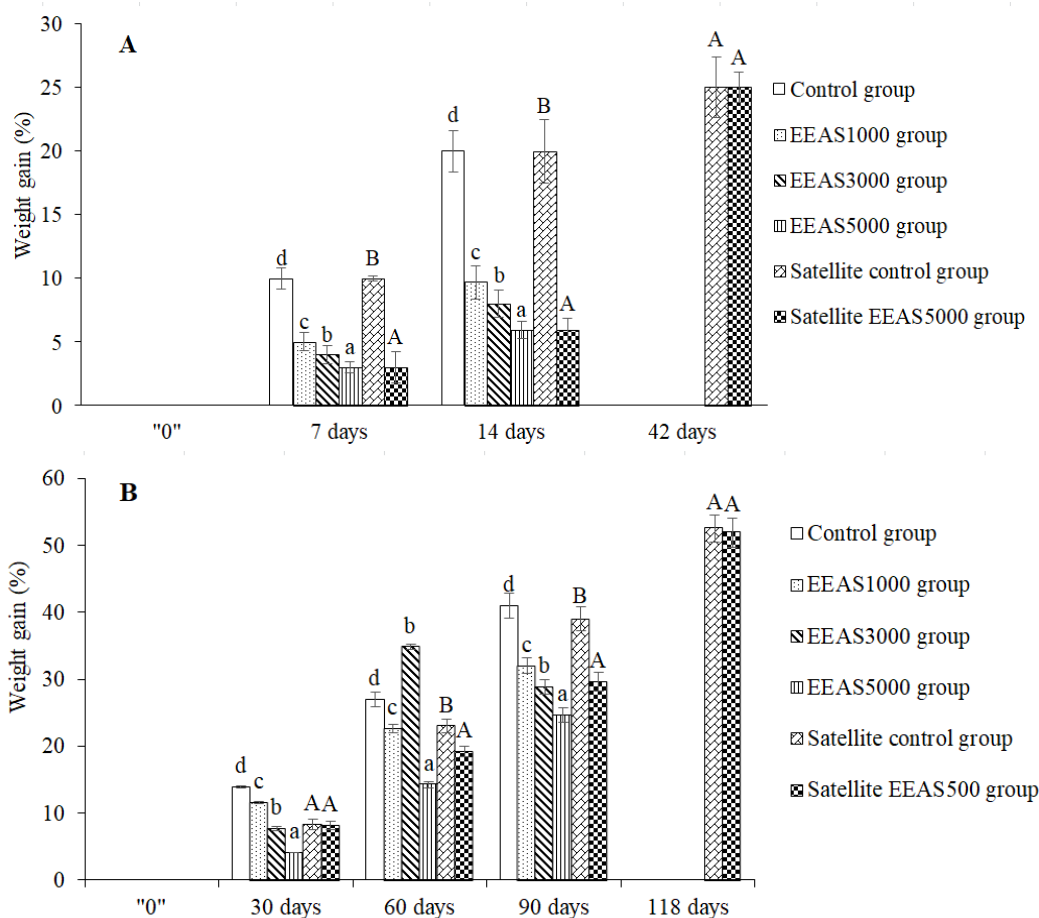 A
Weight gain (%)
30
25
20
15
10
5
0
d
c
b
a
B
A
d
c
b
a
B
A
A
A
"0"
7 days
14 days
42 days
Control group
EEAS1000 group
EEAS3000 group
EEAS5000 group
Satellite control group
Satellite EEAS5000 group
B
Weight gain (%)
60
50
40
30
20
10
0
d
c
b
a
A
A
d
c
b
a
B
A
d
c
b
a
B
A
A
A
"0"
30 days
60 days
90 days
118 days
Control group
EEAS1000 group
EEAS3000 group
EEAS5000 group
Satellite control group
Satellite EEAS500 group